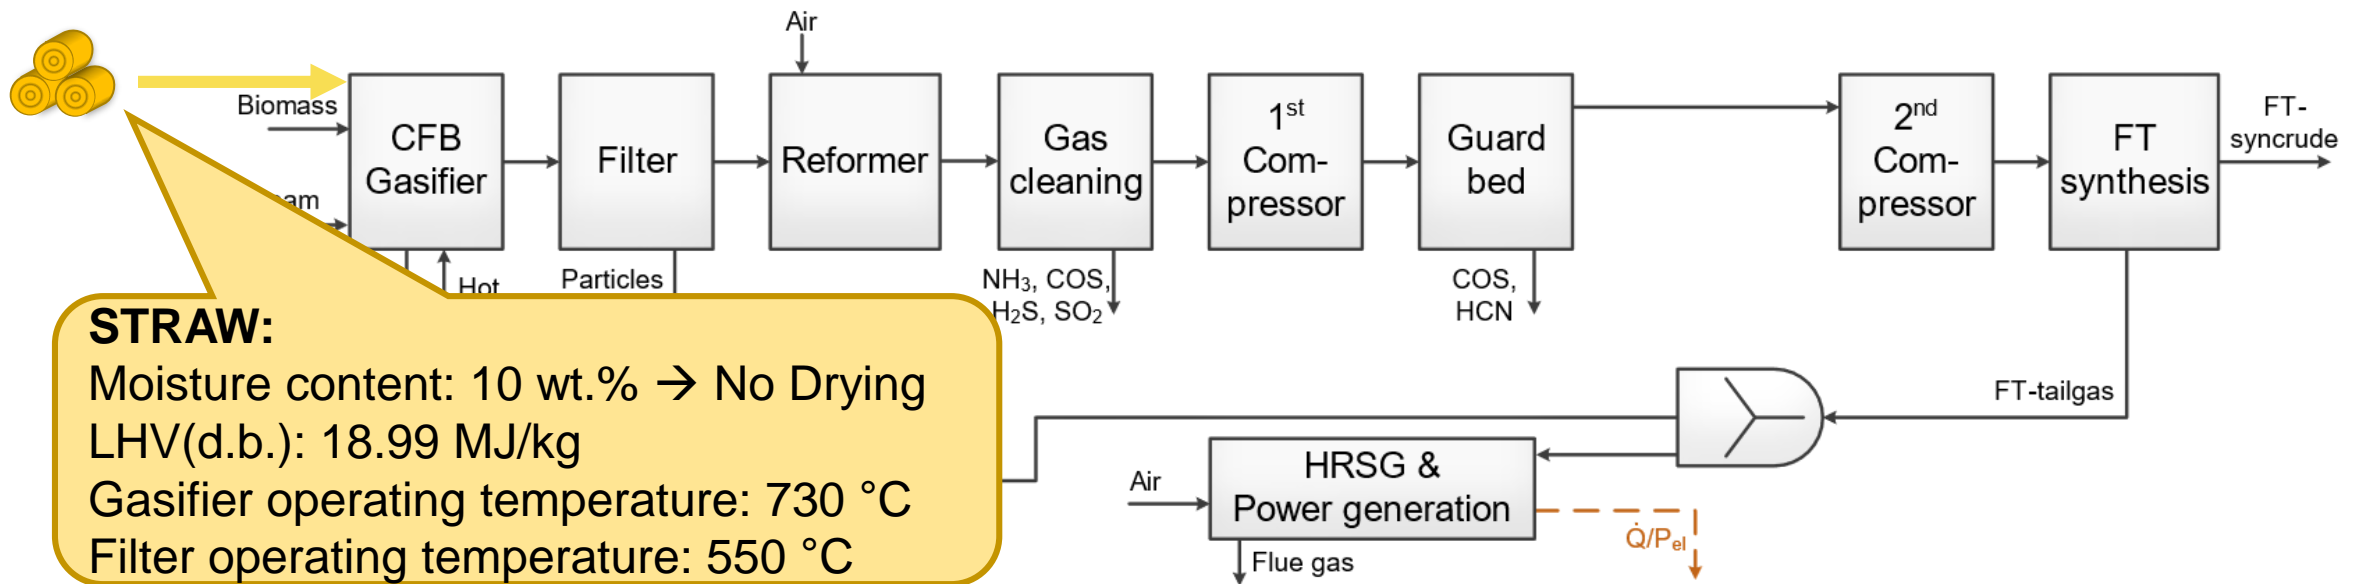 Air
Biomass
CFB
Gasifier
Filter
Reformer
Gas
cleaning
1st
Com-
pressor
Guard
bed
2nd
Com-
pressor
FT
synthesis
FT-
syncrude
Hot
Particles
NH₃, COS,
H₂S, SO₂
COS,
HCN
STRAW:
Moisture content: 10 wt.% → No Drying
LHV(d.b.): 18.99 MJ/kg
Gasifier operating temperature: 730 °C
Filter operating temperature: 550 °C
FT-tailgas
Air
HRSG &
Power generation
Q̇/Pel
Flue gas